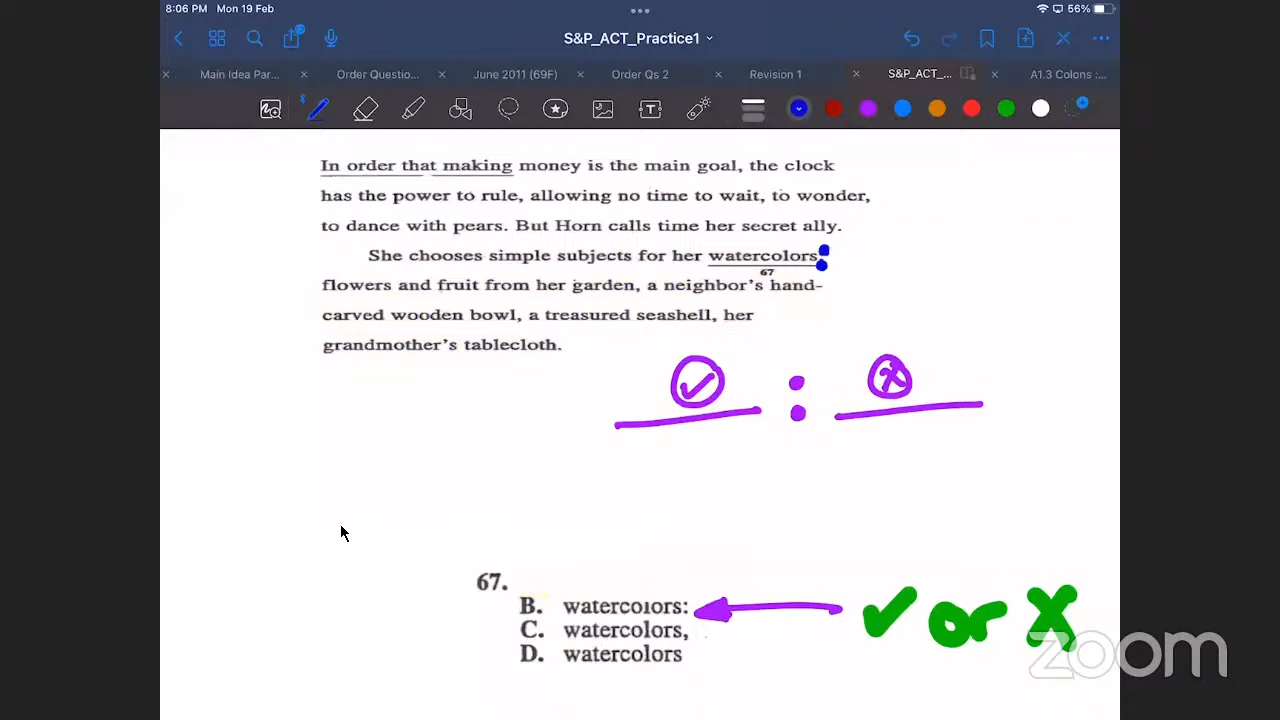 8:06 PM Mon 19 Feb
56%
S&P_ACT_Practice1
Main Idea Par...
Order Questio...
June 2011 (69F)
Order Qs 2
Revision 1
S&P_ACT_...
A1.3 Colons :...
In order that making money is the main goal, the clock
has the power to rule, allowing no time to wait, to wonder,
to dance with pears. But Horn calls time her secret ally.
She chooses simple subjects for her watercolors:
67
flowers and fruit from her garden, a neighbor's hand-
carved wooden bowl, a treasured seashell, her
grandmother's tablecloth.
✓ : x
67.
B. watercolors:
C. watercolors,
D. watercolors
✓ or X
zoom